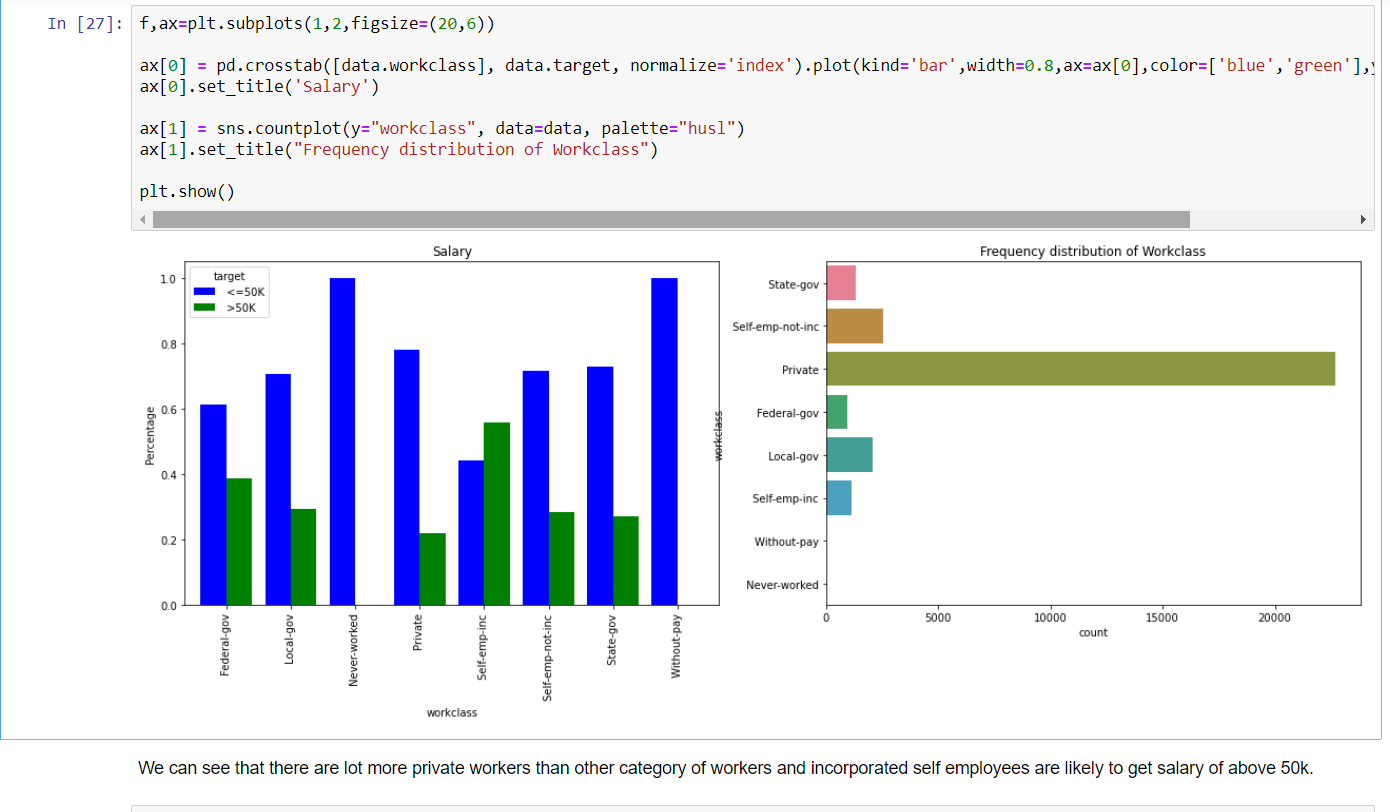 In [27]:
f,ax=plt.subplots(1,2,figsize=(20,6))
ax[0] = pd.crosstab([data.workclass], data.target, normalize='index').plot(kind='bar',width=0.8,ax=ax[0],color=['blue','green'],
ax[0].set_title('Salary')
ax[1] = sns.countplot(y="workclass", data=data, palette="husl")
ax[1].set_title("Frequency distribution of Workclass")
plt.show()
Salary
target
<=50K
>50K
Percentage
1.0
0.8
0.6
0.4
0.2
0.0
Federal-gov
Local-gov
Never-worked
Private
Self-emp-inc
Self-emp-not-inc
State-gov
Without-pay
workclass
Frequency distribution of Workclass
workclass
State-gov
Self-emp-not-inc
Private
Federal-gov
Local-gov
Self-emp-inc
Without-pay
Never-worked
0
5000
10000
15000
20000
count
We can see that there are lot more private workers than other category of workers and incorporated self employees are likely to get salary of above 50k.